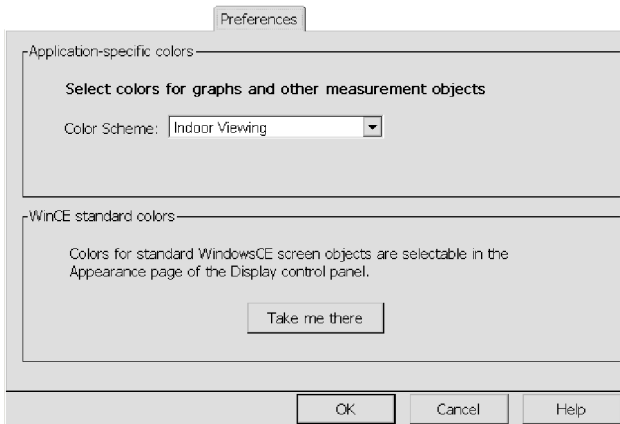 Preferences
Application-specific colors
Select colors for graphs and other measurement objects
Color Scheme: Indoor Viewing
WinCE standard colors
Colors for standard WindowsCE screen objects are selectable in the
Appearance page of the Display control panel.
Take me there
OK Cancel Help